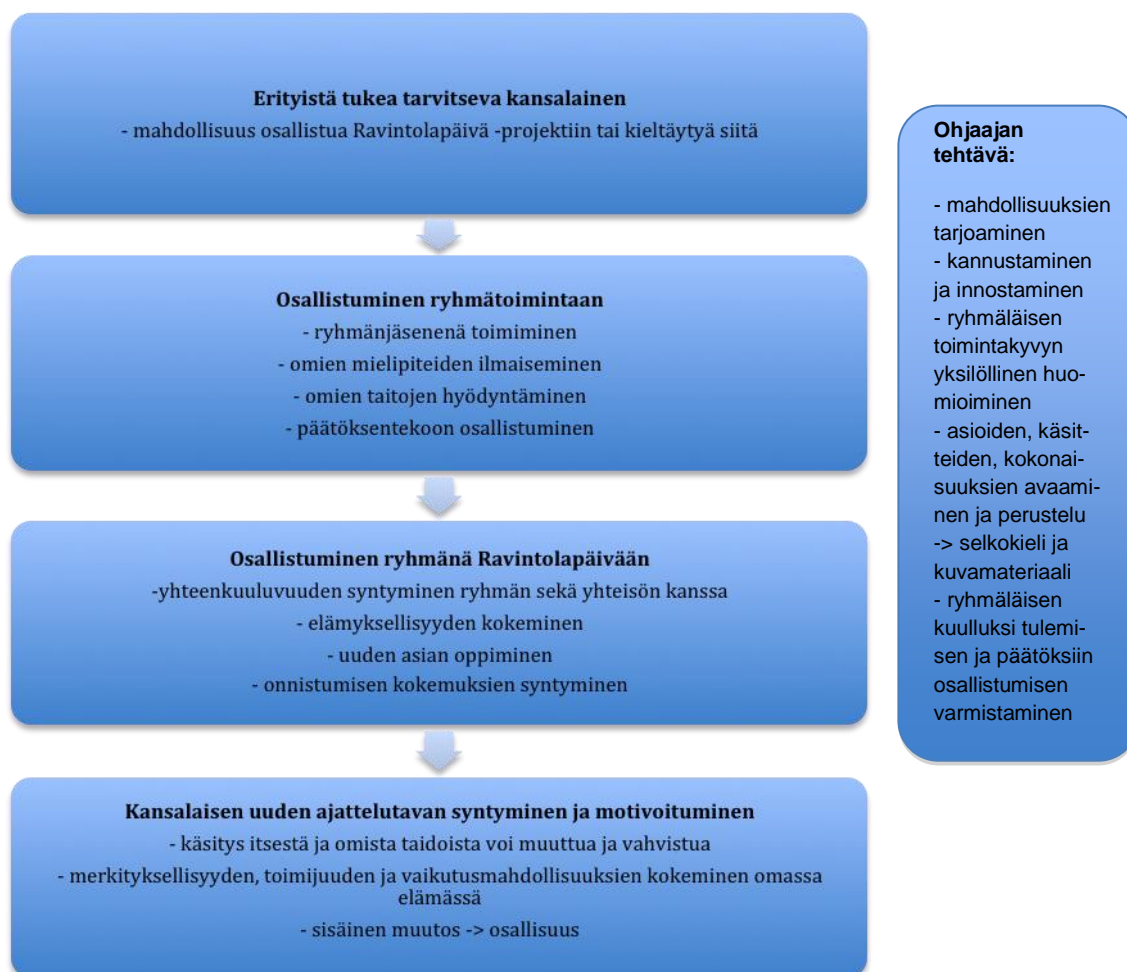 Erityistä tukea tarvitseva kansalainen
- mahdollisuus osallistua Ravintolapäivä -projektiin tai kieltäytyä siitä
Osallistuminen ryhmätoimintaan
- ryhmänjäsenenä toimiminen
- omien mielipiteiden ilmaiseminen
- omien taitojen hyödyntäminen
- päätöksentekoon osallistuminen
Osallistuminen ryhmänä Ravintolapäivään
-yhteenkuuluvuuden syntyminen ryhmän sekä yhteisön kanssa
- elämyksellisyyden kokeminen
- uuden asian oppiminen
- onnistumisen kokemuksien syntyminen
Kansalaisen uuden ajattelutavan syntyminen ja motivoituminen
- käsitys itsestä ja omista taidoista voi muuttua ja vahvistua
- merkityksellisyyden, toimijuuden ja vaikutusmahdollisuuksien kokeminen omassa
elämässä
- sisäinen muutos -> osallisuus
Ohjaajan
tehtävä:
- mahdollisuuksien
tarjoaminen
- kannustaminen
ja innostaminen
- ryhmäläisen
toimintakyvyn
yksilöllinen huo-
mioiminen
- asioiden, käsit-
teiden, kokonai-
suuksien avaami-
nen ja perustelu
-> selkokieli ja
kuvamateriaali
- ryhmäläisen
kuulluksi tulemi-
sen ja päätöksiin
osallistumisen
varmistaminen